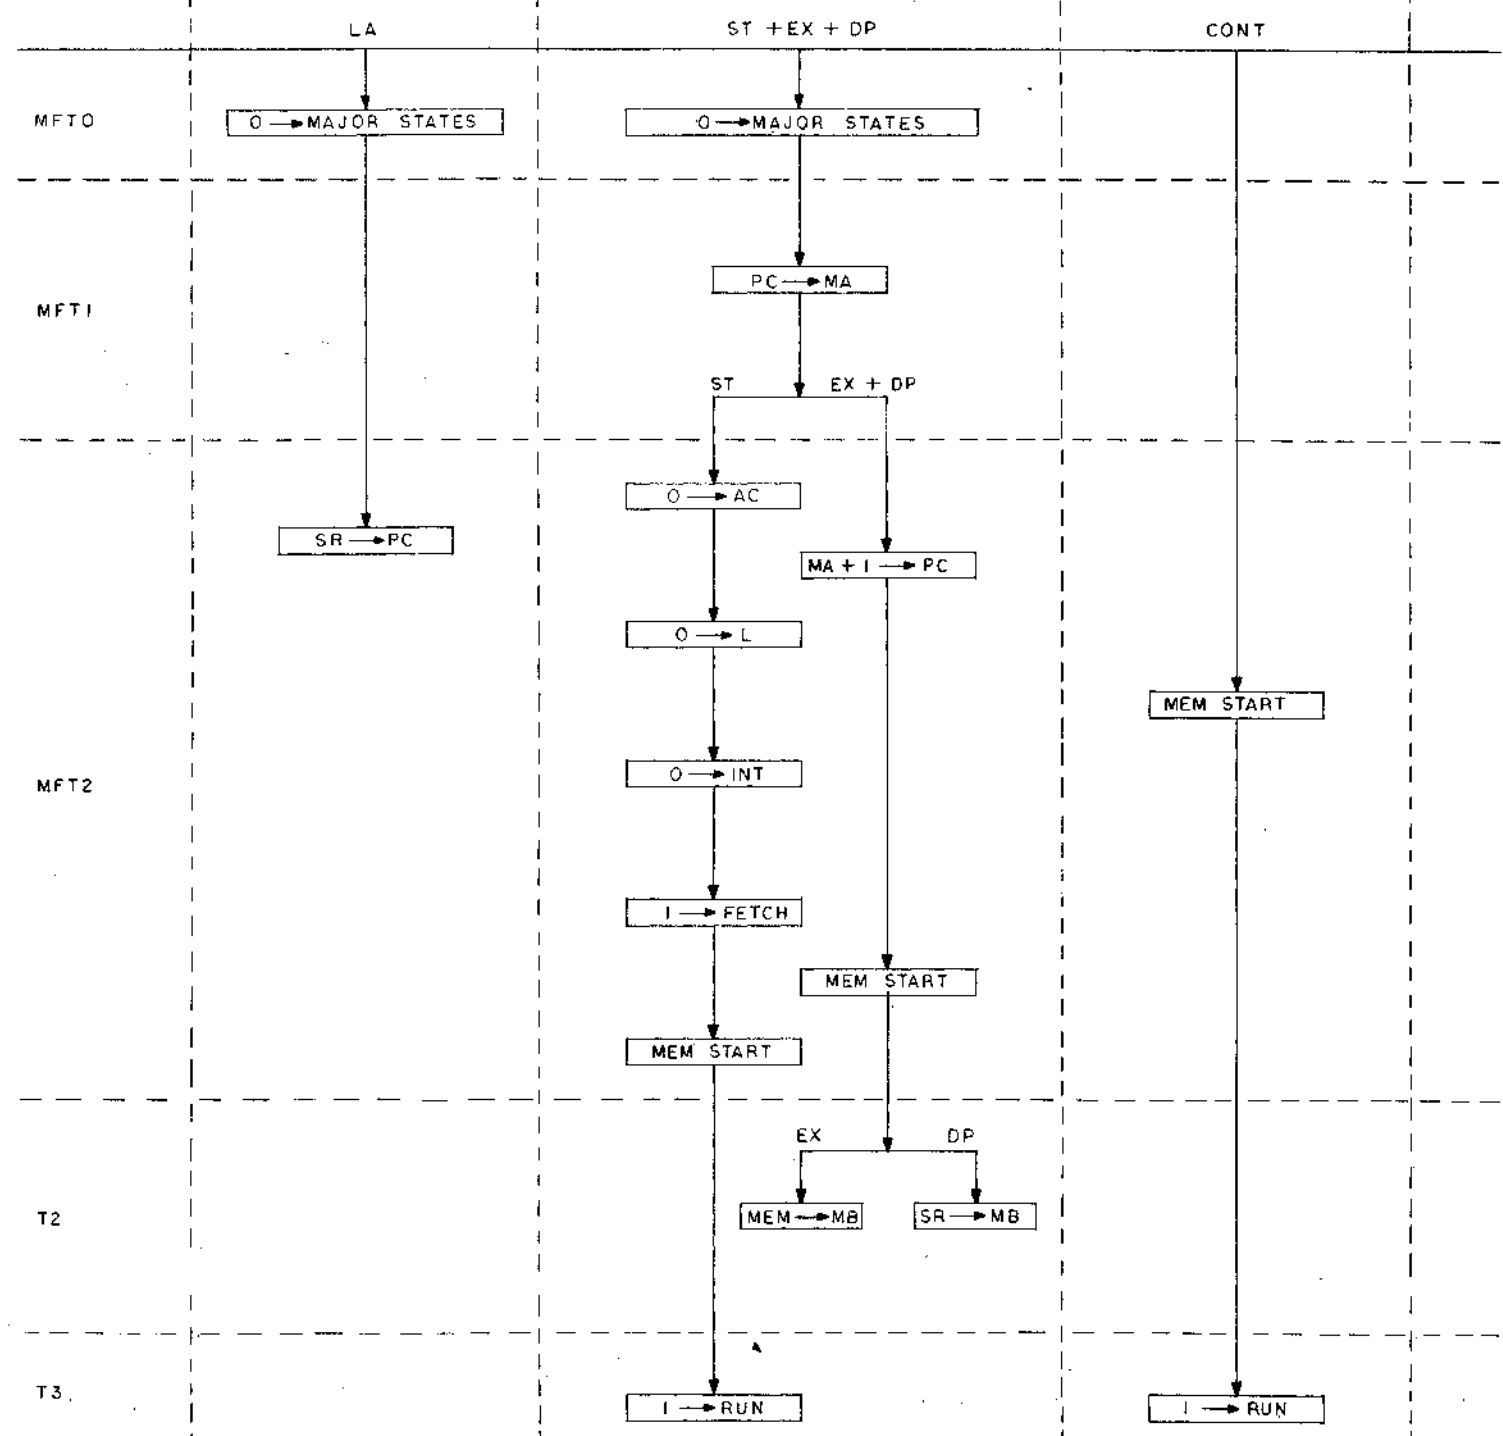 LA ST + EX + DP CONT
MFT0 0 → MAJOR STATES 0 → MAJOR STATES
PC → MA
MFT1
ST EX + DP
0 → AC
SR → PC
MA + 1 → PC
0 → L
MEM START
0 → INT
MFT2
1 → FETCH
MEM START
MEM START
EX DP
T2 MEM → MB SR → MB
T3 1 → RUN 1 → RUN